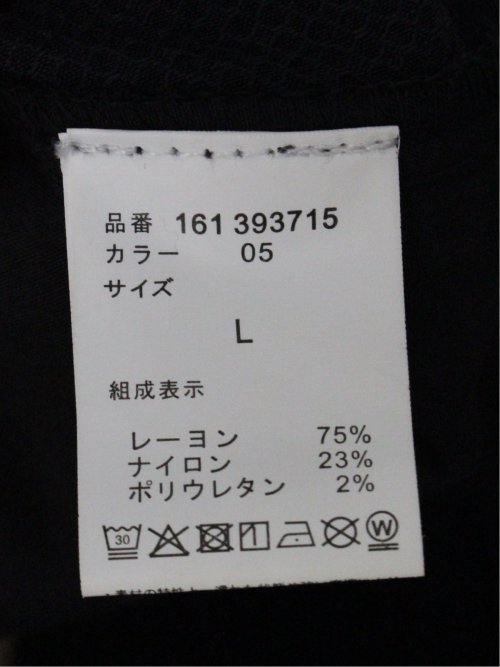 品番 161 393715
カラー 05
サイズ
L
組成表示
レーヨン 75%
ナイロン 23%
ポリウレタン 2%
30
W